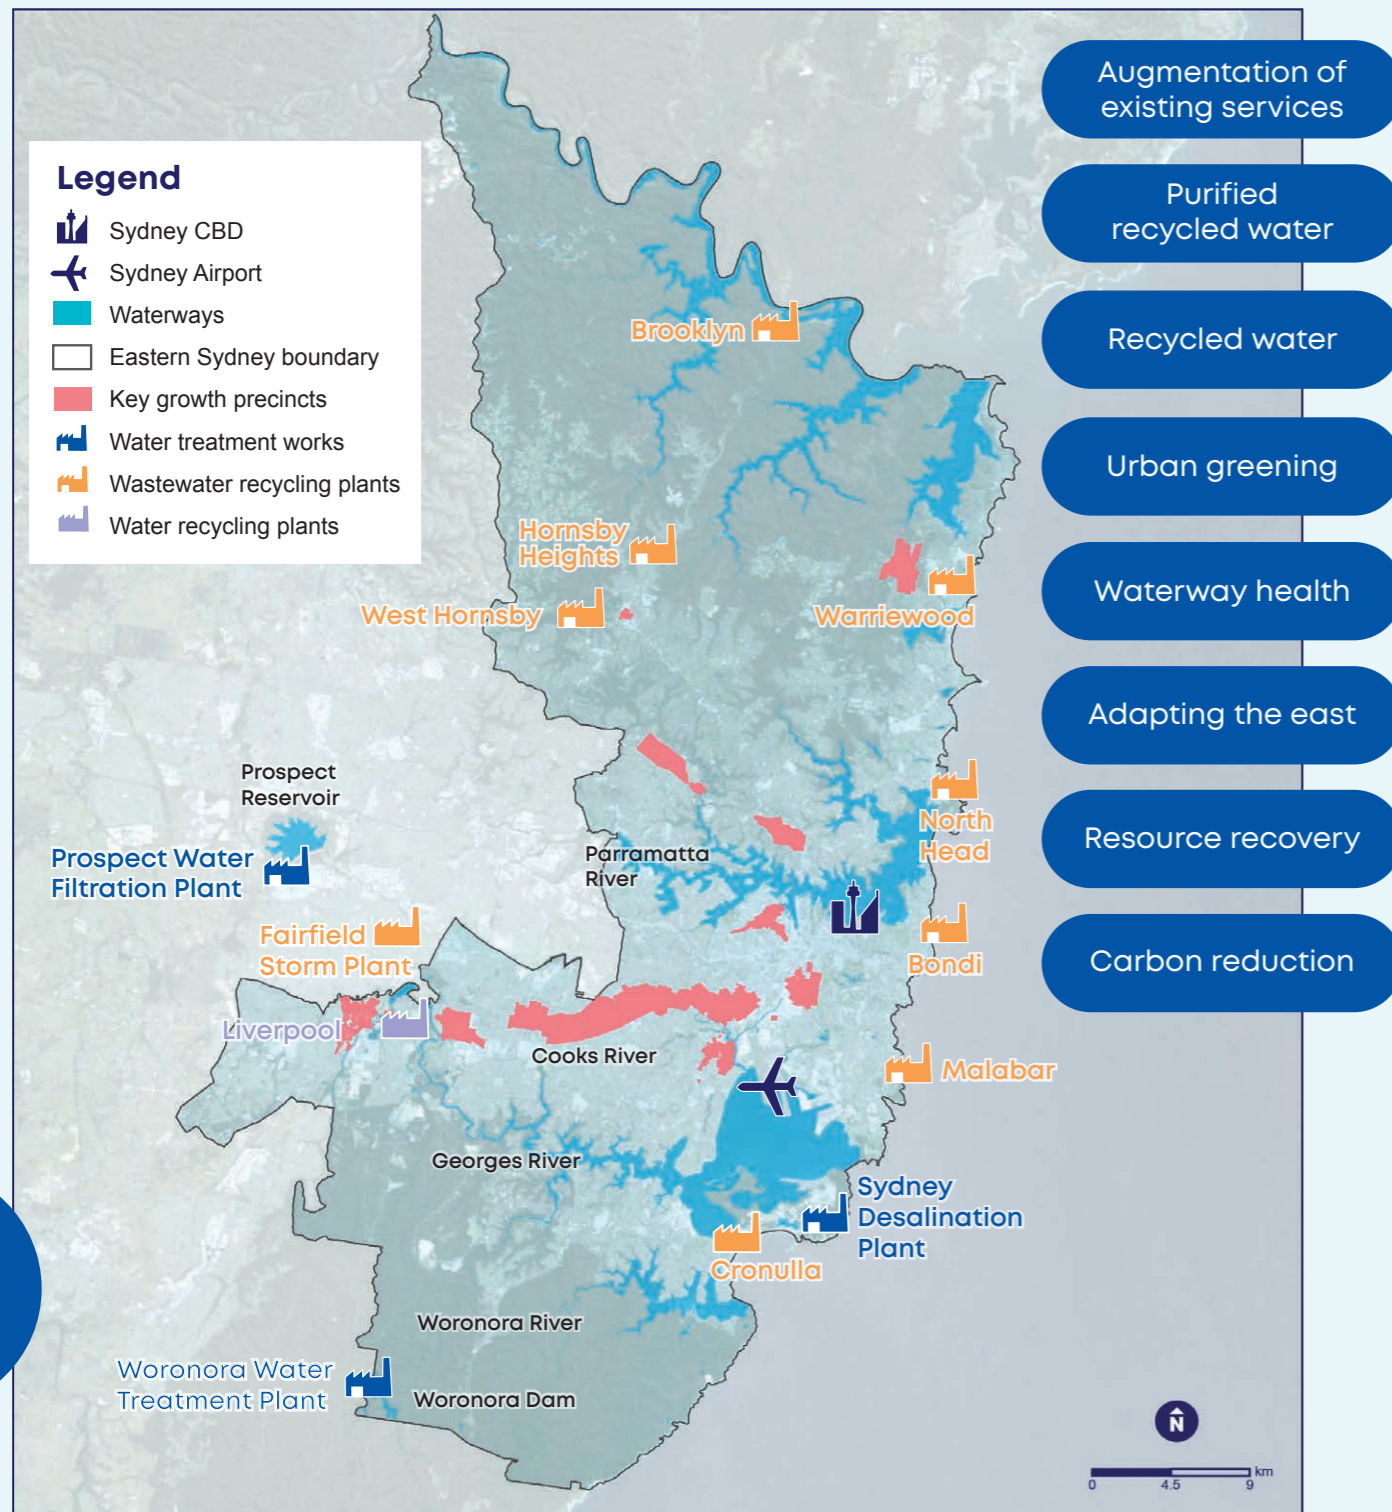 Legend
Sydney CBD
Sydney Airport
Waterways
Eastern Sydney boundary
Key growth precincts
Water treatment works
Wastewater recycling plants
Water recycling plants
Brooklyn
Hornsby
Heights
West Hornsby
Warriewood
Prospect
Reservoir
Prospect Water
Filtration Plant
Parramatta
River
North
Head
Fairfield
Storm Plant
Bondi
Liverpool
Cooks River
Malabar
Georges River
Sydney
Desalination
Plant
Cronulla
Woronora River
Woronora Water
Treatment Plant
Woronora Dam
N
km
0
4.5
9
Augmentation of
existing services
Purified
recycled water
Recycled water
Urban greening
Waterway health
Adapting the east
Resource recovery
Carbon reduction